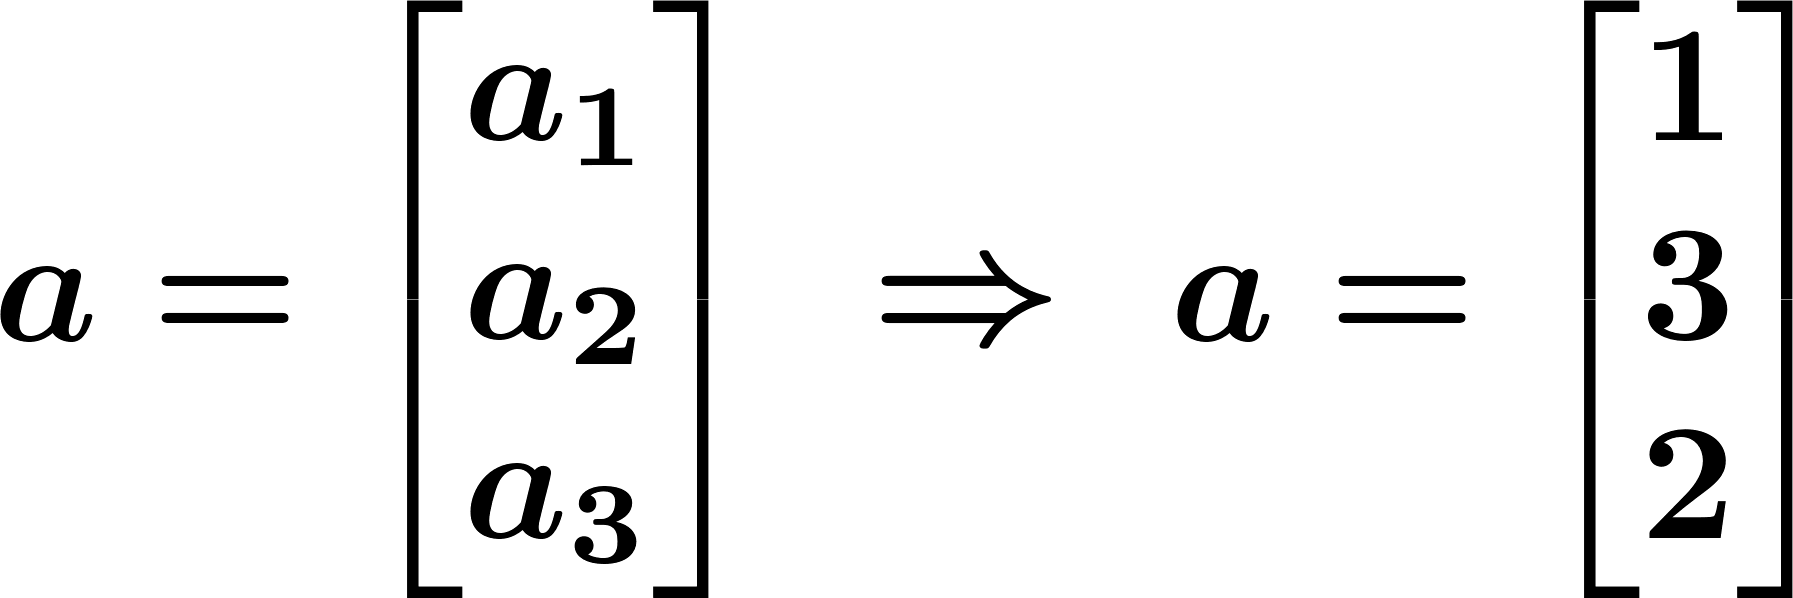 a = [a₁ a₂ a₃] ⇒ a = [1 3 2]